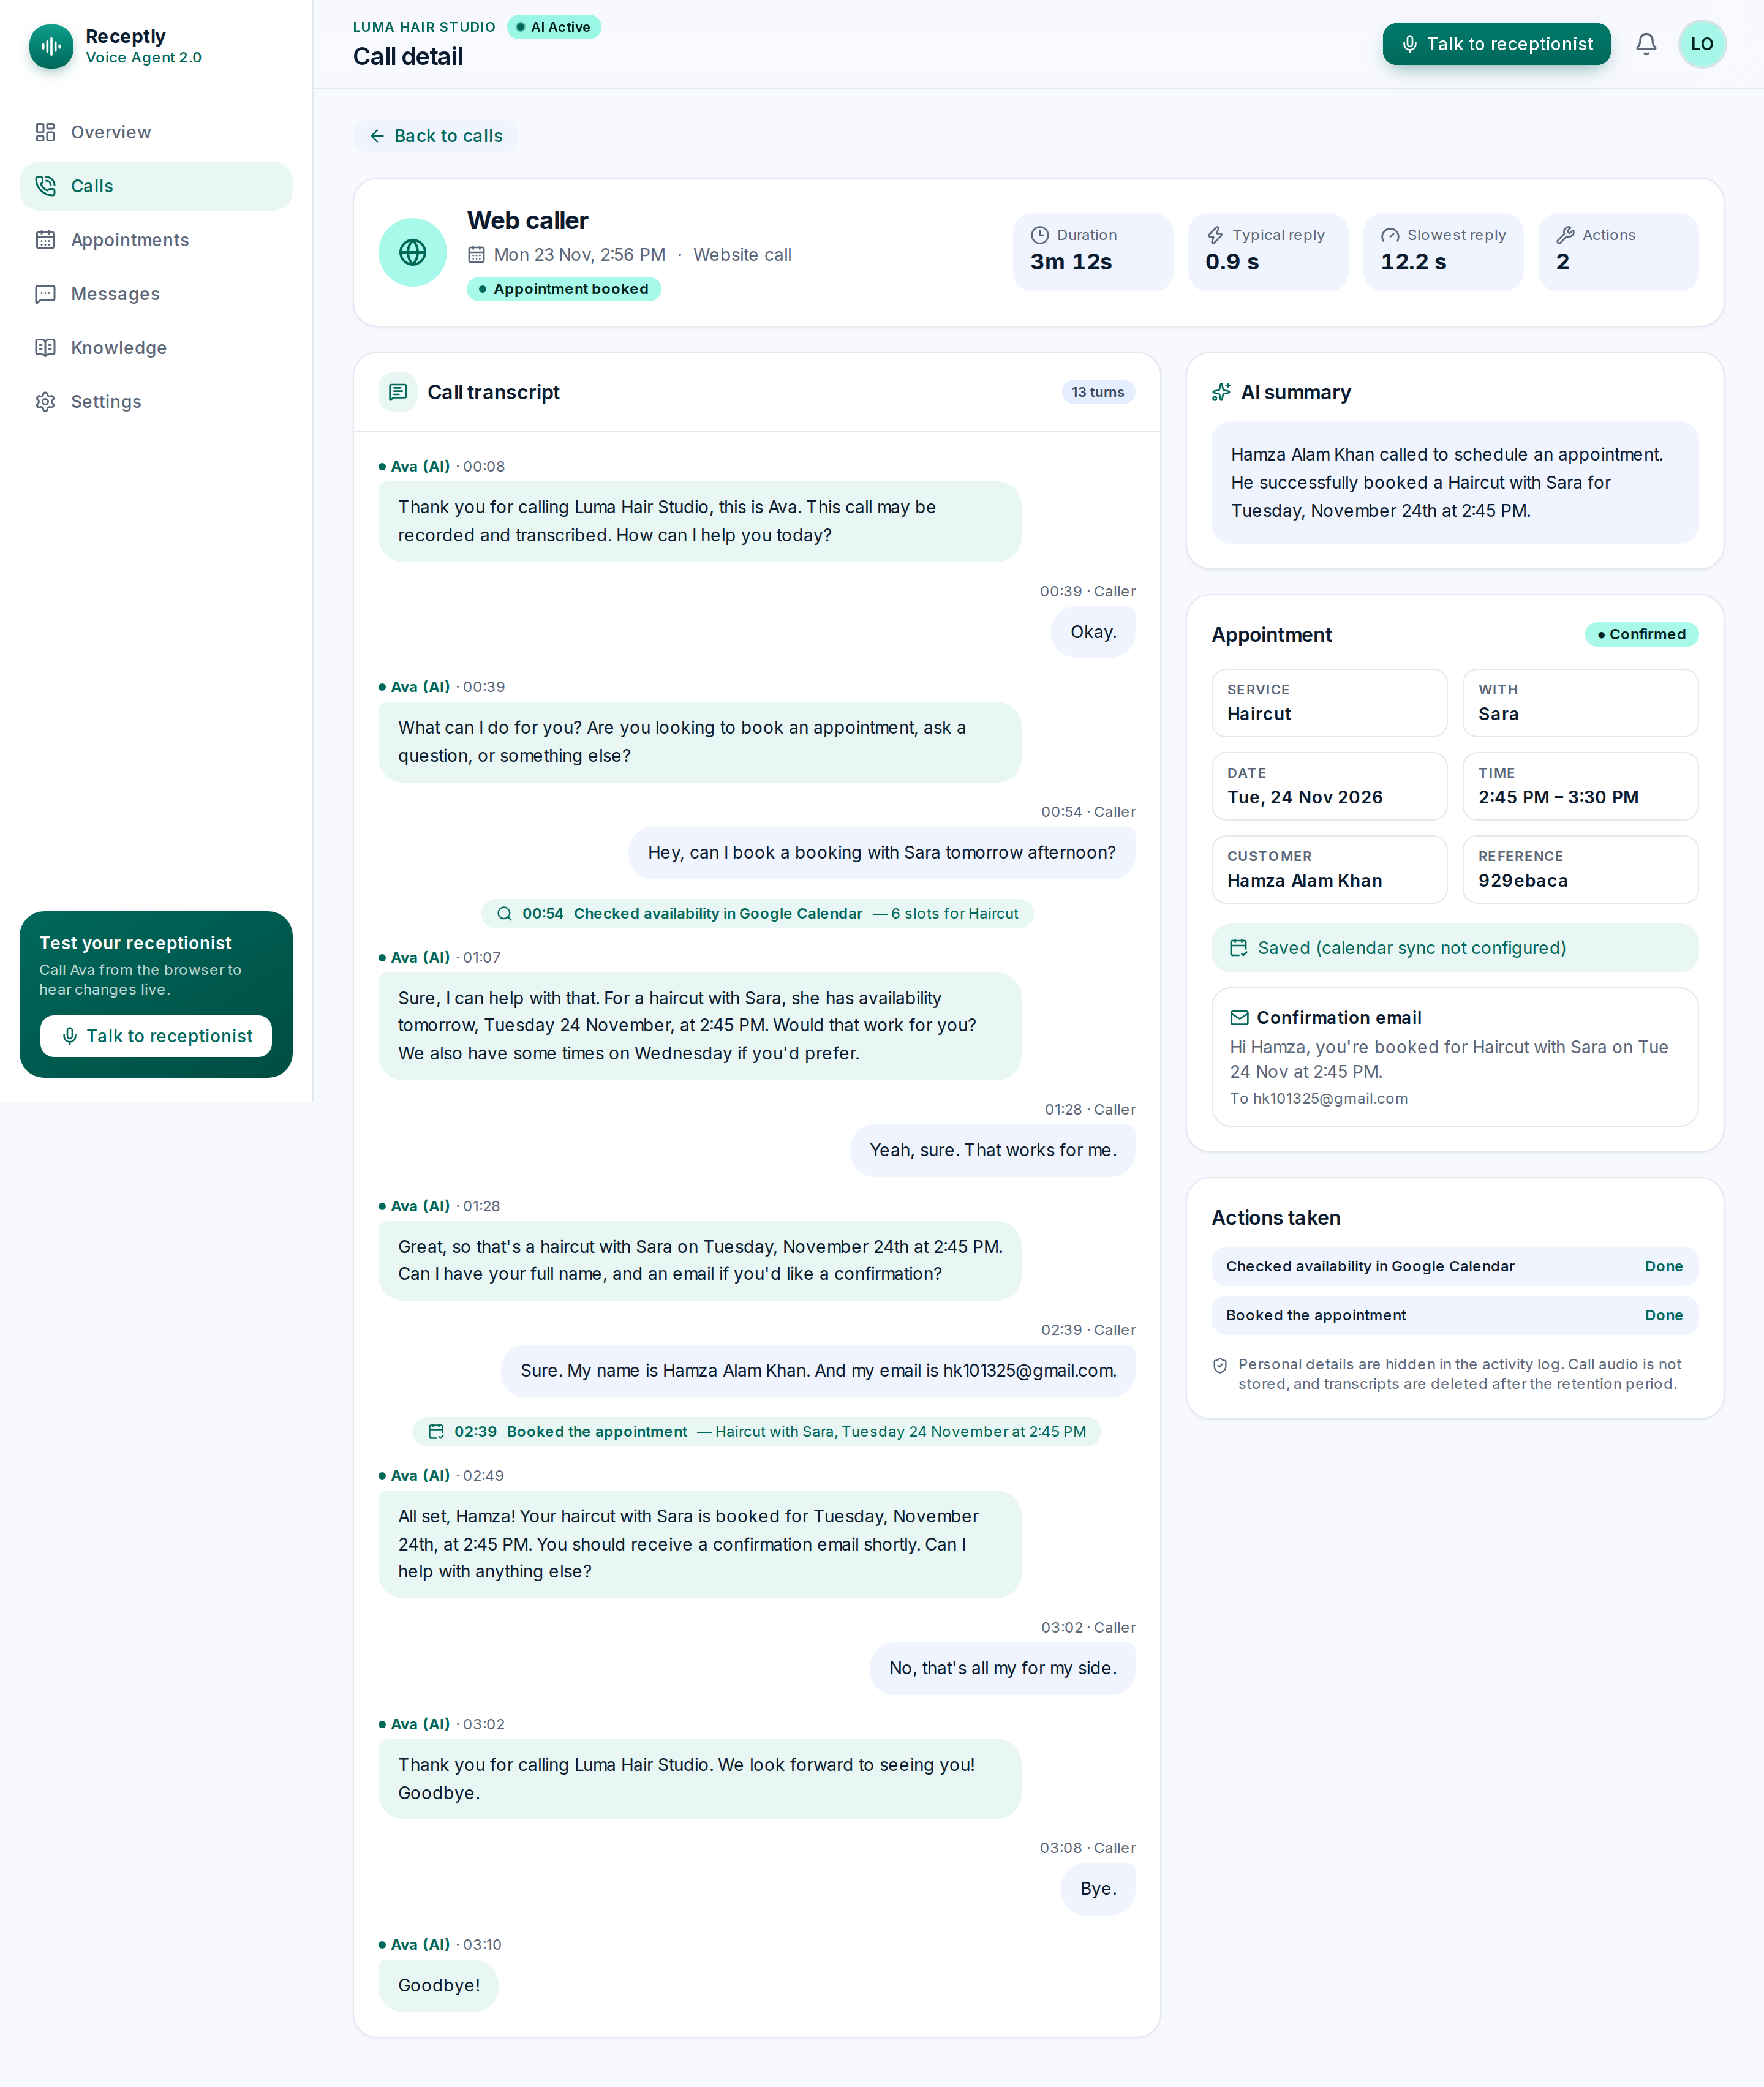 Receptly
Voice Agent 2.0
Overview
Calls
Appointments
Messages
Knowledge
Settings
Test your receptionist
Call Ava from the browser to
hear changes live.
Talk to receptionist
LUMA HAIR STUDIO
AI Active
Call detail
Talk to receptionist
LO
Back to calls
Web caller
Mon 23 Nov, 2:56 PM · Website call
Appointment booked
Duration
3m 12s
Typical reply
0.9 s
Slowest reply
12.2 s
Actions
2
Call transcript
13 turns
Ava (AI) · 00:08
Thank you for calling Luma Hair Studio, this is Ava. This call may be
recorded and transcribed. How can I help you today?
00:39 · Caller
Okay.
Ava (AI) · 00:39
What can I do for you? Are you looking to book an appointment, ask a
question, or something else?
00:54 · Caller
Hey, can I book a booking with Sara tomorrow afternoon?
00:54 Checked availability in Google Calendar — 6 slots for Haircut
Ava (AI) · 01:07
Sure, I can help with that. For a haircut with Sara, she has availability
tomorrow, Tuesday 24 November, at 2:45 PM. Would that work for you?
We also have some times on Wednesday if you'd prefer.
01:28 · Caller
Yeah, sure. That works for me.
Ava (AI) · 01:28
Great, so that's a haircut with Sara on Tuesday, November 24th at 2:45 PM.
Can I have your full name, and an email if you'd like a confirmation?
02:39 · Caller
Sure. My name is Hamza Alam Khan. And my email is hk101325@gmail.com.
02:39 Booked the appointment — Haircut with Sara, Tuesday 24 November at 2:45 PM
Ava (AI) · 02:49
All set, Hamza! Your haircut with Sara is booked for Tuesday, November
24th, at 2:45 PM. You should receive a confirmation email shortly. Can I
help with anything else?
03:02 · Caller
No, that's all my for my side.
Ava (AI) · 03:02
Thank you for calling Luma Hair Studio. We look forward to seeing you!
Goodbye.
03:08 · Caller
Bye.
Ava (AI) · 03:10
Goodbye!
AI summary
Hamza Alam Khan called to schedule an appointment.
He successfully booked a Haircut with Sara for
Tuesday, November 24th at 2:45 PM.
Appointment
Confirmed
SERVICE
Haircut
WITH
Sara
DATE
Tue, 24 Nov 2026
TIME
2:45 PM – 3:30 PM
CUSTOMER
Hamza Alam Khan
REFERENCE
929ebaca
Saved (calendar sync not configured)
Confirmation email
Hi Hamza, you're booked for Haircut with Sara on Tue
24 Nov at 2:45 PM.
To hk101325@gmail.com
Actions taken
Checked availability in Google Calendar Done
Booked the appointment Done
Personal details are hidden in the activity log. Call audio is not
stored, and transcripts are deleted after the retention period.